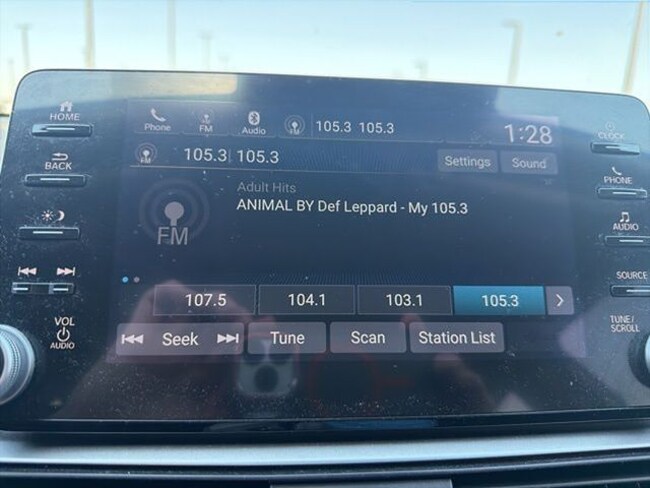 HOME
BACK
VOL
AUDIO
Phone
FM
Audio
105.3 105.3
1:28
FM
105.3 105.3
Settings
Sound
Adult Hits
ANIMAL BY Def Leppard - My 105.3
FM
107.5
104.1
103.1
105.3
Seek
Tune
Scan
Station List
CLOCK
PHONE
AUDIO
SOURCE
TUNE/
SCROLL